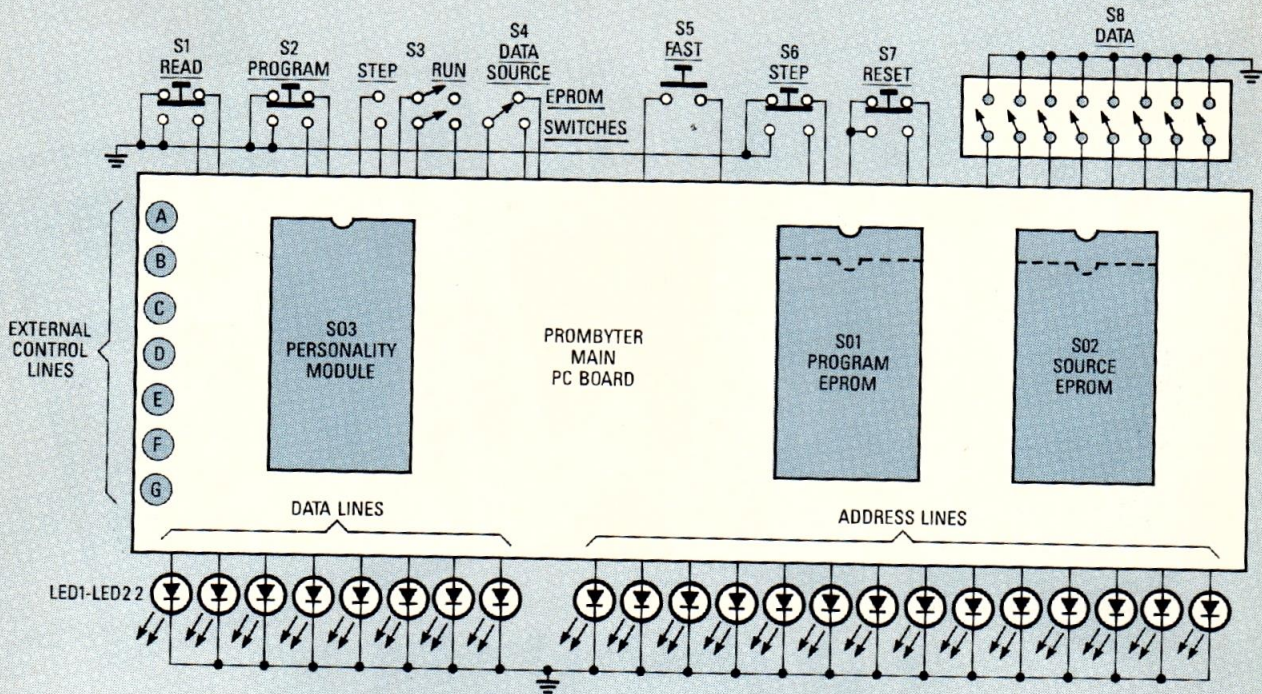 S1
READ
S2
PROGRAM
S3
STEP
RUN
S4
DATA
SOURCE
EPROM
SWITCHES
S5
FAST
S6
STEP
S7
RESET
S8
DATA
EXTERNAL
CONTROL
LINES
A
B
C
D
E
F
G
S03
PERSONALITY
MODULE
PROMBYTER
MAIN
PC BOARD
S01
PROGRAM
EPROM
S02
SOURCE
EPROM
DATA LINES
ADDRESS LINES
LED1-LED22